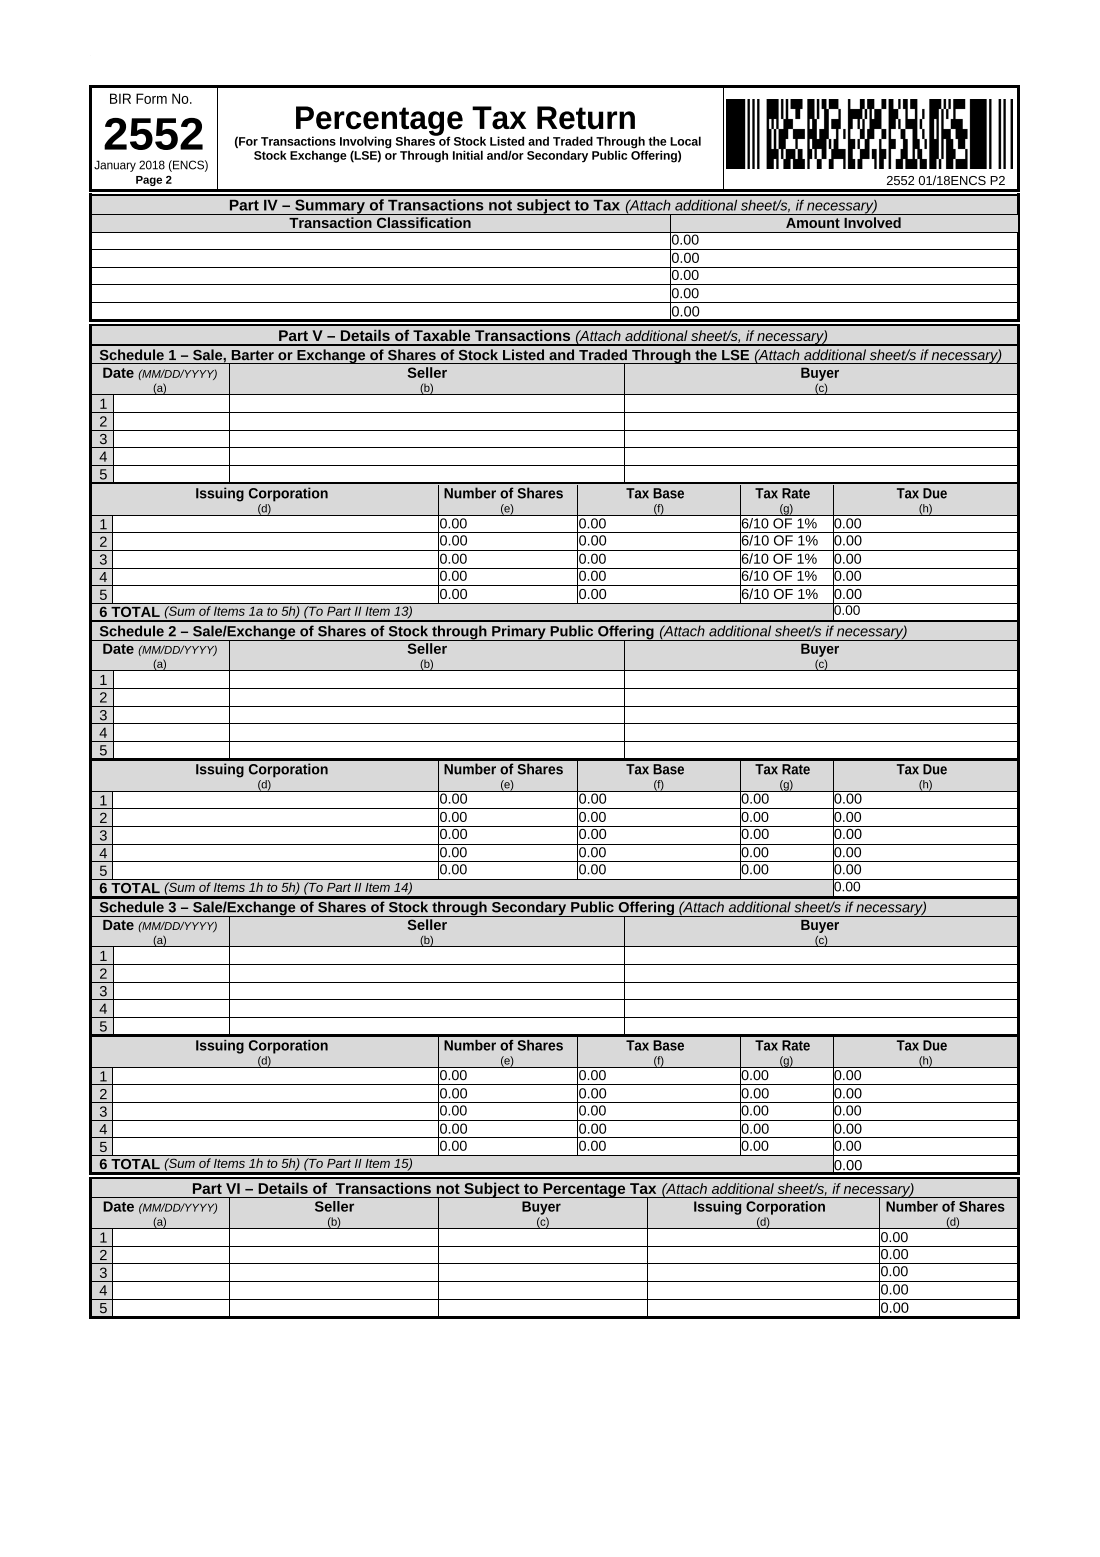 BIR Form No.
2552
January 2018 (ENCS)
Page 2
Percentage Tax Return
(For Transactions Involving Shares of Stock Listed and Traded Through the Local
Stock Exchange (LSE) or Through Initial and/or Secondary Public Offering)
2552 01/18ENCS P2
Part IV – Summary of Transactions not subject to Tax (Attach additional sheet/s, if necessary)
Transaction Classification Amount Involved
0.00
0.00
0.00
0.00
0.00
Part V – Details of Taxable Transactions (Attach additional sheet/s, if necessary)
Schedule 1 – Sale, Barter or Exchange of Shares of Stock Listed and Traded Through the LSE (Attach additional sheet/s if necessary)
Date (MM/DD/YYYY) Seller Buyer
(a) (b) (c)
1
2
3
4
5
Issuing Corporation Number of Shares Tax Base Tax Rate Tax Due
(d) (e) (f) (g) (h)
1 0.00 0.00 6/10 OF 1% 0.00
2 0.00 0.00 6/10 OF 1% 0.00
3 0.00 0.00 6/10 OF 1% 0.00
4 0.00 0.00 6/10 OF 1% 0.00
5 0.00 0.00 6/10 OF 1% 0.00
6 TOTAL (Sum of Items 1a to 5h) (To Part II Item 13) 0.00
Schedule 2 – Sale/Exchange of Shares of Stock through Primary Public Offering (Attach additional sheet/s if necessary)
Date (MM/DD/YYYY) Seller Buyer
(a) (b) (c)
1
2
3
4
5
Issuing Corporation Number of Shares Tax Base Tax Rate Tax Due
(d) (e) (f) (g) (h)
1 0.00 0.00 0.00 0.00
2 0.00 0.00 0.00 0.00
3 0.00 0.00 0.00 0.00
4 0.00 0.00 0.00 0.00
5 0.00 0.00 0.00 0.00
6 TOTAL (Sum of Items 1h to 5h) (To Part II Item 14) 0.00
Schedule 3 – Sale/Exchange of Shares of Stock through Secondary Public Offering (Attach additional sheet/s if necessary)
Date (MM/DD/YYYY) Seller Buyer
(a) (b) (c)
1
2
3
4
5
Issuing Corporation Number of Shares Tax Base Tax Rate Tax Due
(d) (e) (f) (g) (h)
1 0.00 0.00 0.00 0.00
2 0.00 0.00 0.00 0.00
3 0.00 0.00 0.00 0.00
4 0.00 0.00 0.00 0.00
5 0.00 0.00 0.00 0.00
6 TOTAL (Sum of Items 1h to 5h) (To Part II Item 15) 0.00
Part VI – Details of Transactions not Subject to Percentage Tax (Attach additional sheet/s, if necessary)
Date (MM/DD/YYYY) Seller Buyer Issuing Corporation Number of Shares
(a) (b) (c) (d) (d)
1 0.00
2 0.00
3 0.00
4 0.00
5 0.00